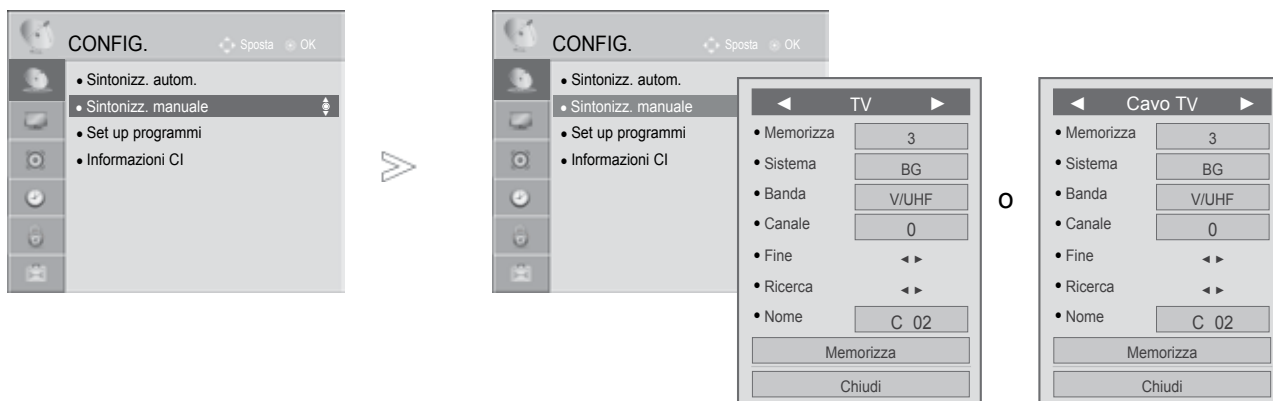 CONFIG. Sposta OK
• Sintonizz. autom.
• Sintonizz. manuale
• Set up programmi
• Informazioni CI
CONFIG. Sposta OK
• Sintonizz. autom.
• Sintonizz. manuale
• Set up programmi
• Informazioni CI
◄ TV ►
• Memorizza 3
• Sistema BG
• Banda V/UHF
• Canale 0
• Fine ◄ ►
• Ricerca ◄ ►
• Nome C 02
Memorizza
Chiudi
o
◄ Cavo TV ►
• Memorizza 3
• Sistema BG
• Banda V/UHF
• Canale 0
• Fine ◄ ►
• Ricerca ◄ ►
• Nome C 02
Memorizza
Chiudi